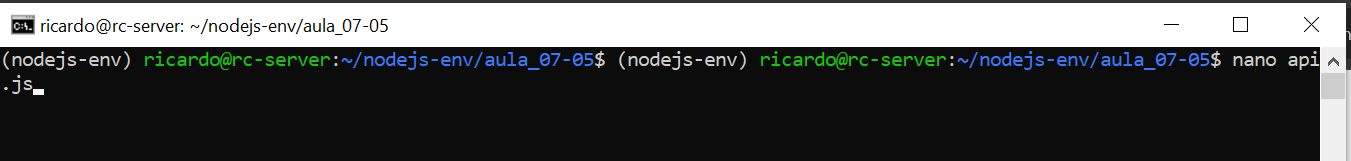 C:\. ricardo@rc-server: ~/nodejs-env/aula_07-05
(nodejs-env) ricardo@rc-server:~/nodejs-env/aula_07-05$ (nodejs-env) ricardo@rc-server:~/nodejs-env/aula_07-05$ nano api
.js